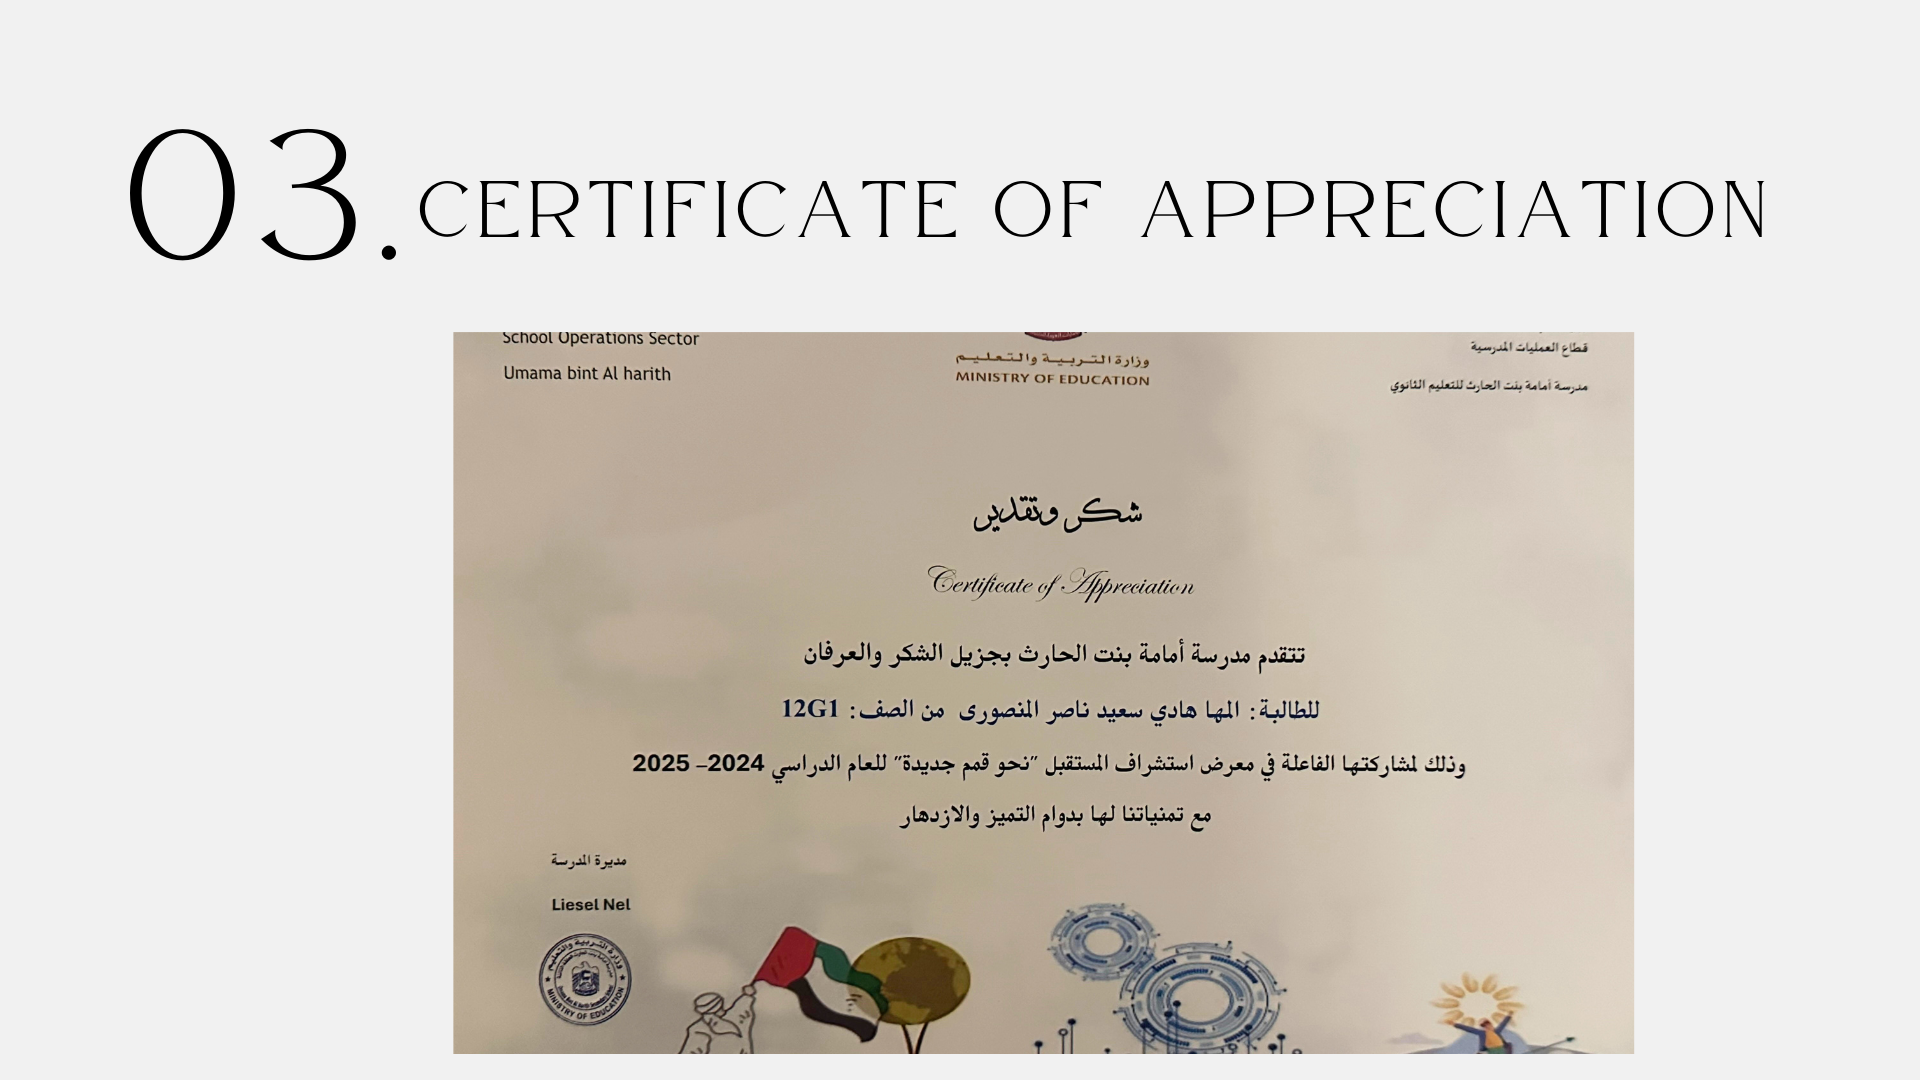 03. CERTIFICATE OF APPRECIATION
School Operations Sector
Umama bint Al harith
وزارة التربية والتعليم
MINISTRY OF EDUCATION
قطاع العمليات المدرسية
مدرسة أمامة بنت الحارث للتعليم الثانوي
شكر وتقدير
Certificate of Appreciation
تتقدم مدرسة أمامة بنت الحارث بجزيل الشكر والعرفان
للطالبة: المها هادي سعيد ناصر المنصورى من الصف: 12G1
وذلك لمشاركتها الفاعلة في معرض استشراف المستقبل "نحو قمم جديدة" للعام الدراسي 2024– 2025
مع تمنياتنا لها بدوام التميز والازدهار
مديرة المدرسة
Liesel Nel
وزارة التربية والتعليم
MINISTRY OF EDUCATION